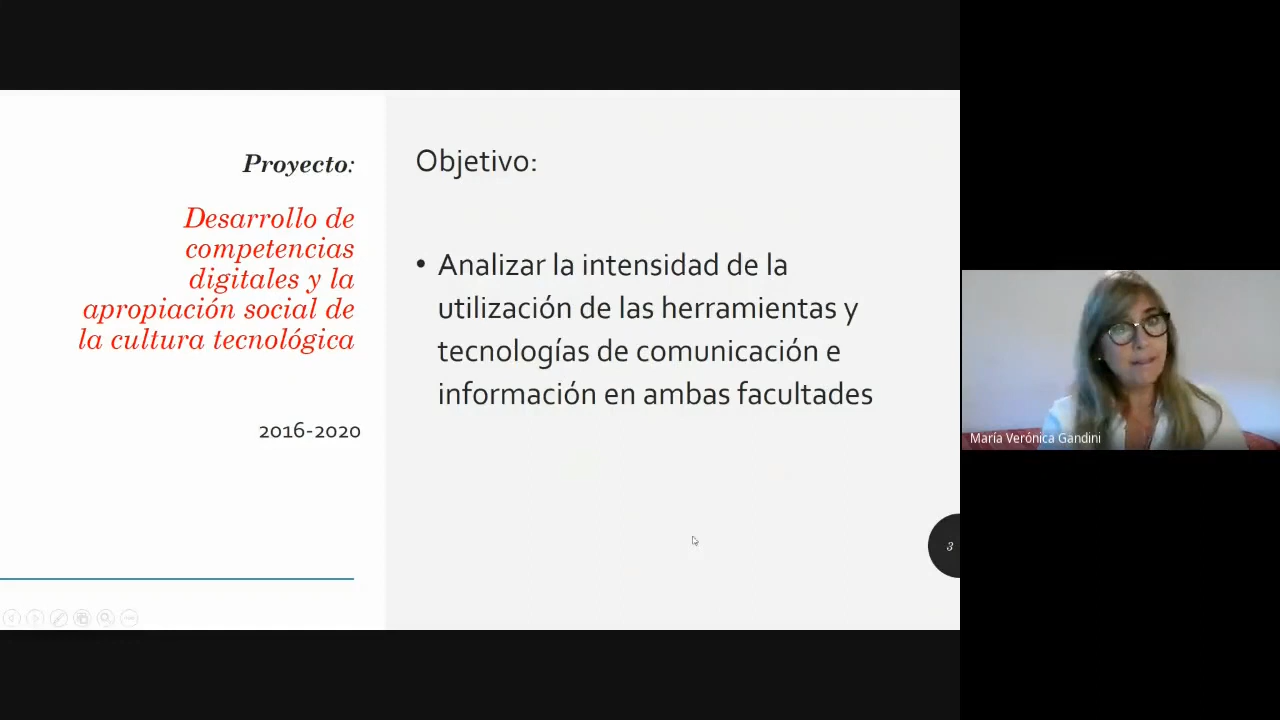 Proyecto:
Desarrollo de
competencias
digitales y la
apropiación social de
la cultura tecnológica
2016-2020
Objetivo:
• Analizar la intensidad de la
utilización de las herramientas y
tecnologías de comunicación e
información en ambas facultades
3
María Verónica Gandini